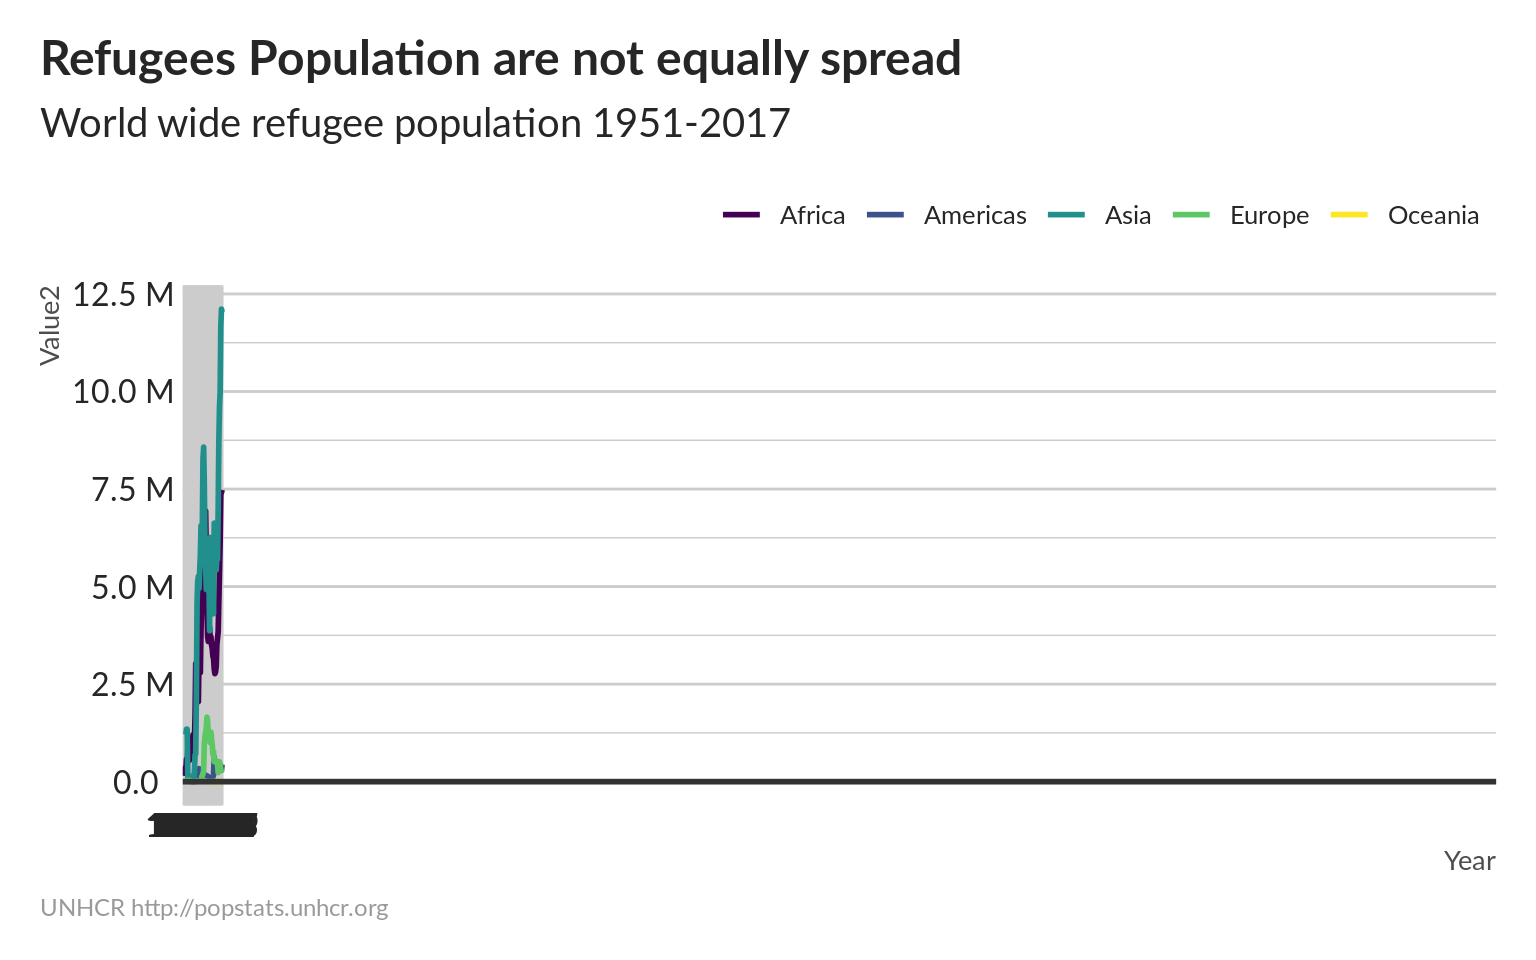 Refugees Population are not equally spread
World wide refugee population 1951-2017
Africa Americas Asia Europe Oceania
Value2
12.5 M
10.0 M
7.5 M
5.0 M
2.5 M
0.0
Year
UNHCR http://popstats.unhcr.org